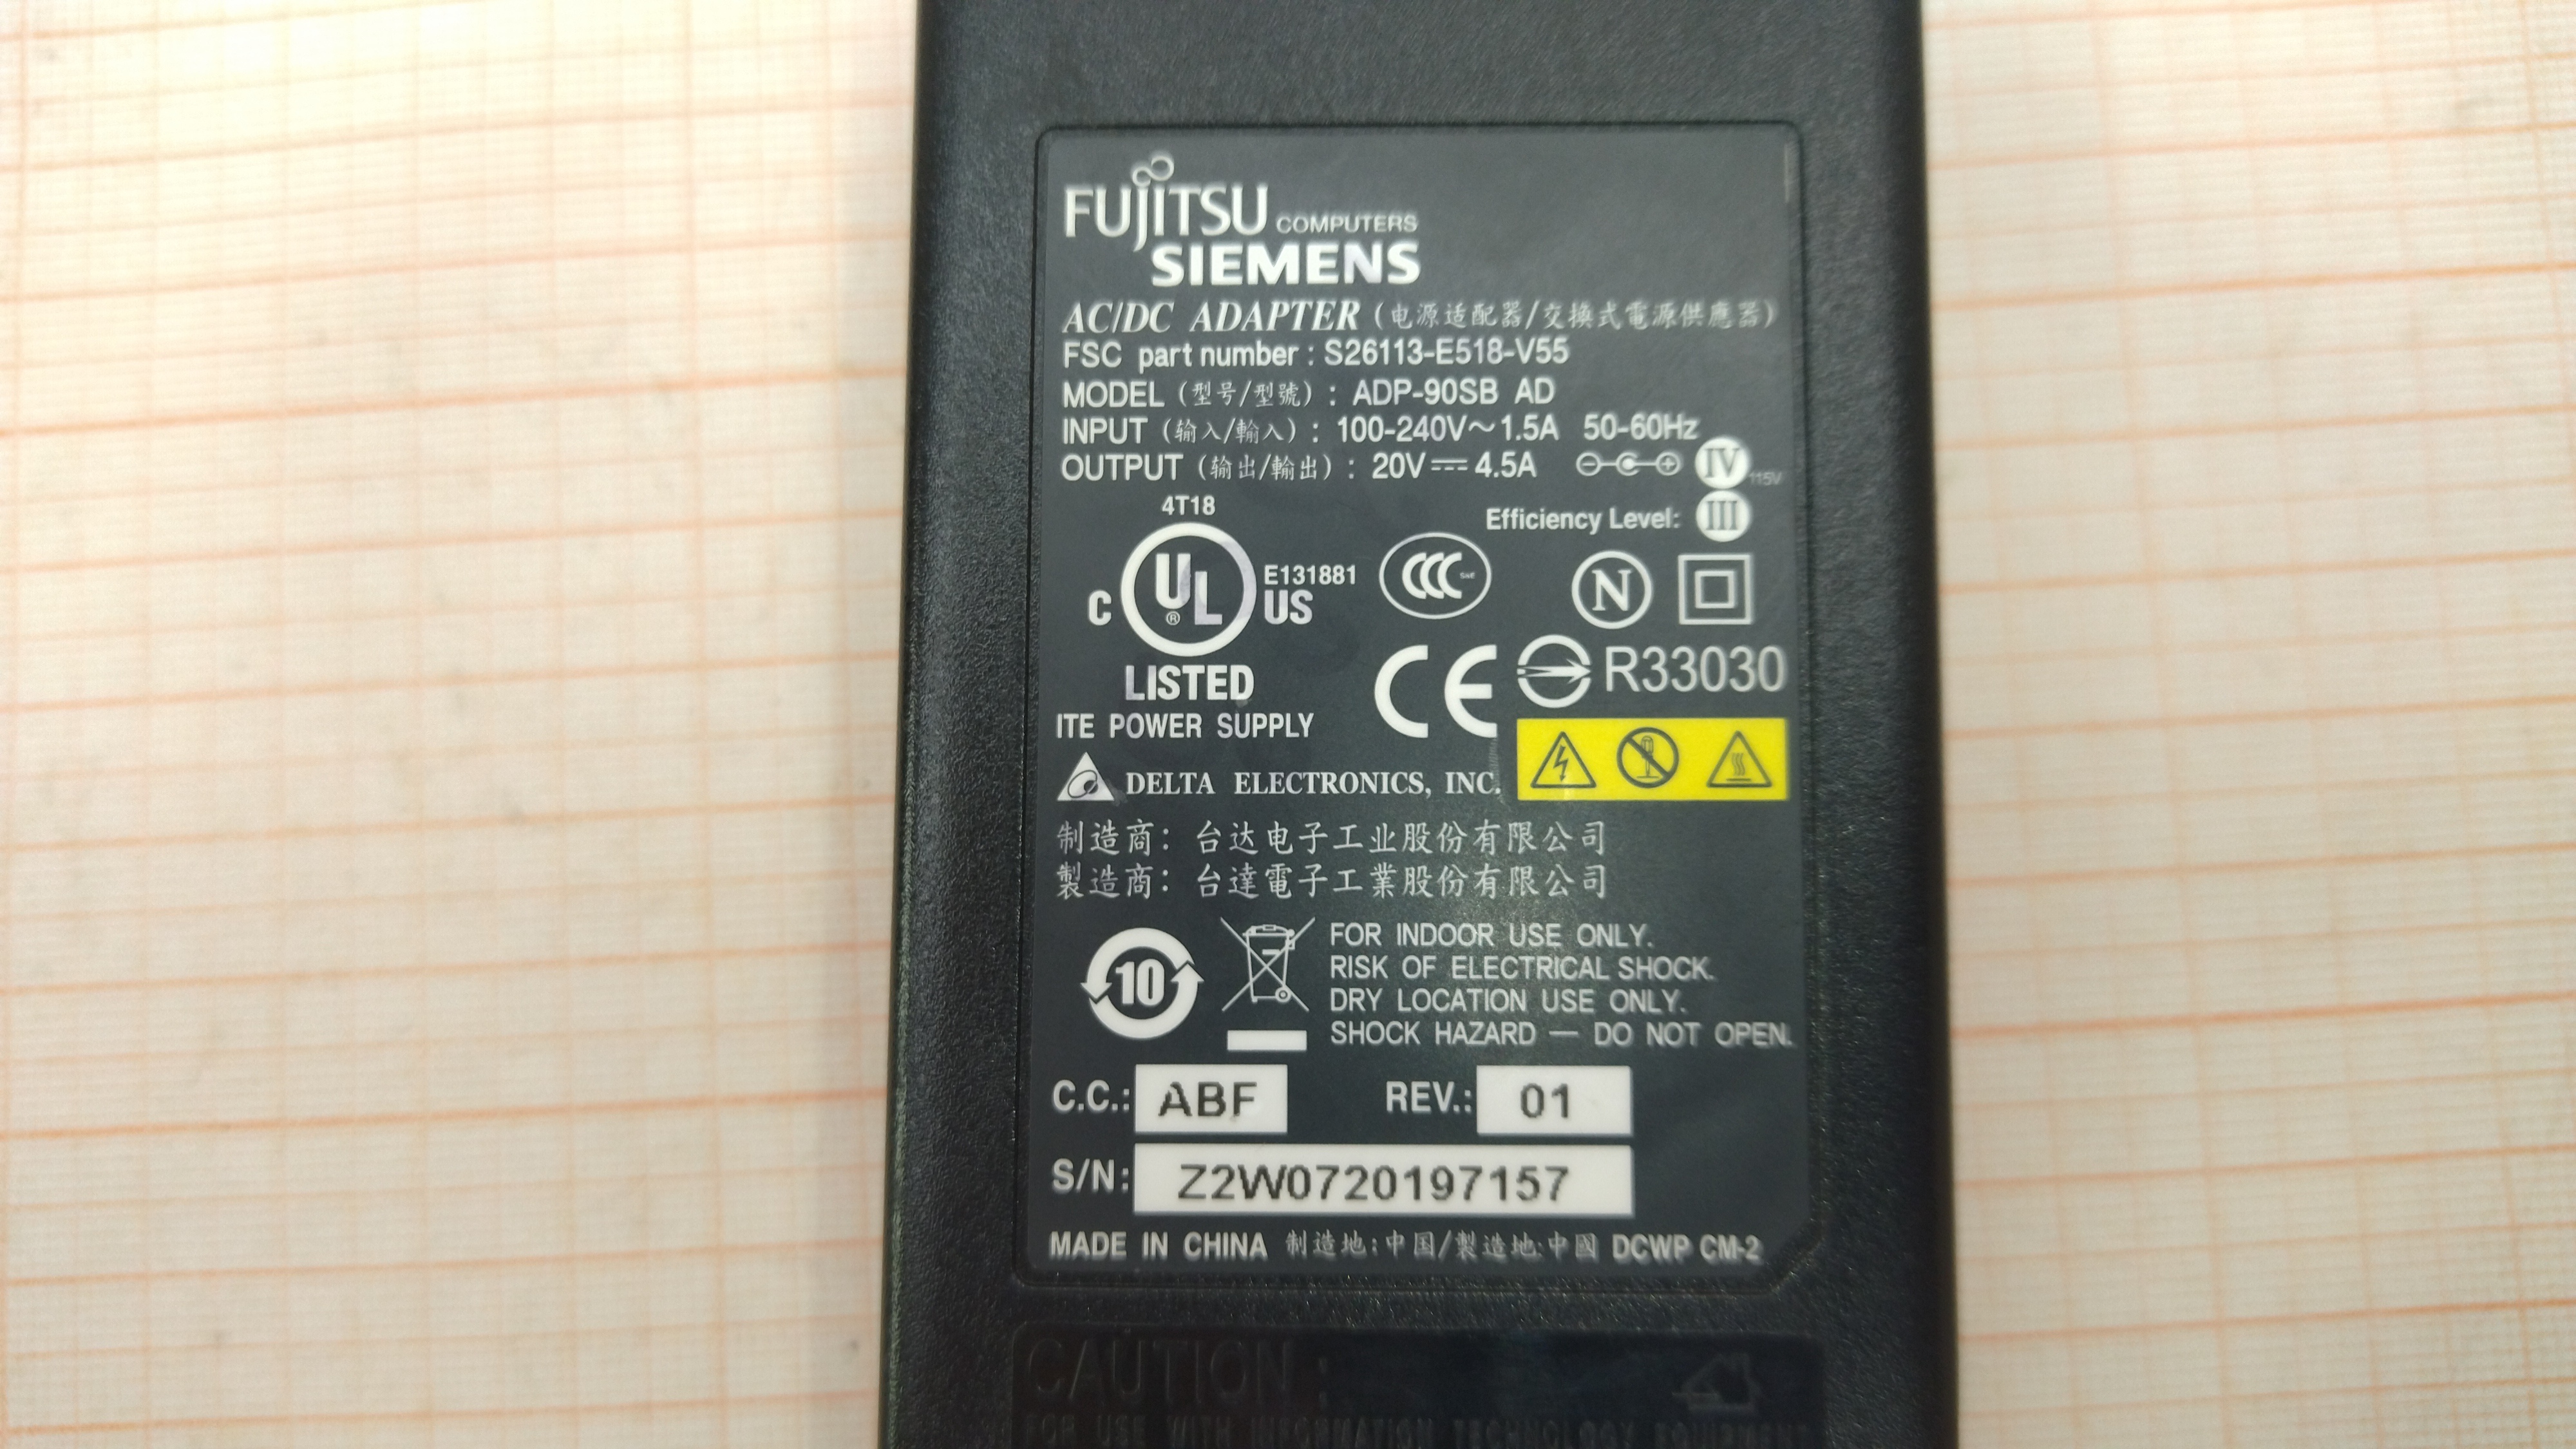 FUJITSU COMPUTERS
SIEMENS
AC/DC ADAPTER (电源适配器/交換式電源供應器)
FSC part number : S26113-E518-V55
MODEL (型号/型號) : ADP-90SB AD
INPUT (输入/輸入) : 100-240V~1.5A 50-60Hz
OUTPUT (输出/輸出) : 20V⎓4.5A IV 115V
4T18
Efficiency Level: III
C UL ® E131881 US
CCC
N
LISTED
CE R33030
ITE POWER SUPPLY
DELTA ELECTRONICS, INC.
制造商: 台达电子工业股份有限公司
製造商: 台達電子工業股份有限公司
10
FOR INDOOR USE ONLY.
RISK OF ELECTRICAL SHOCK.
DRY LOCATION USE ONLY.
SHOCK HAZARD — DO NOT OPEN.
C.C.: ABF REV.: 01
S/N: Z2W0720197157
MADE IN CHINA 制造地:中国/製造地:中國 DCWP CM-2
CAUTION :
FOR USE WITH INFORMATION TECHNOLOGY EQUIPMENT